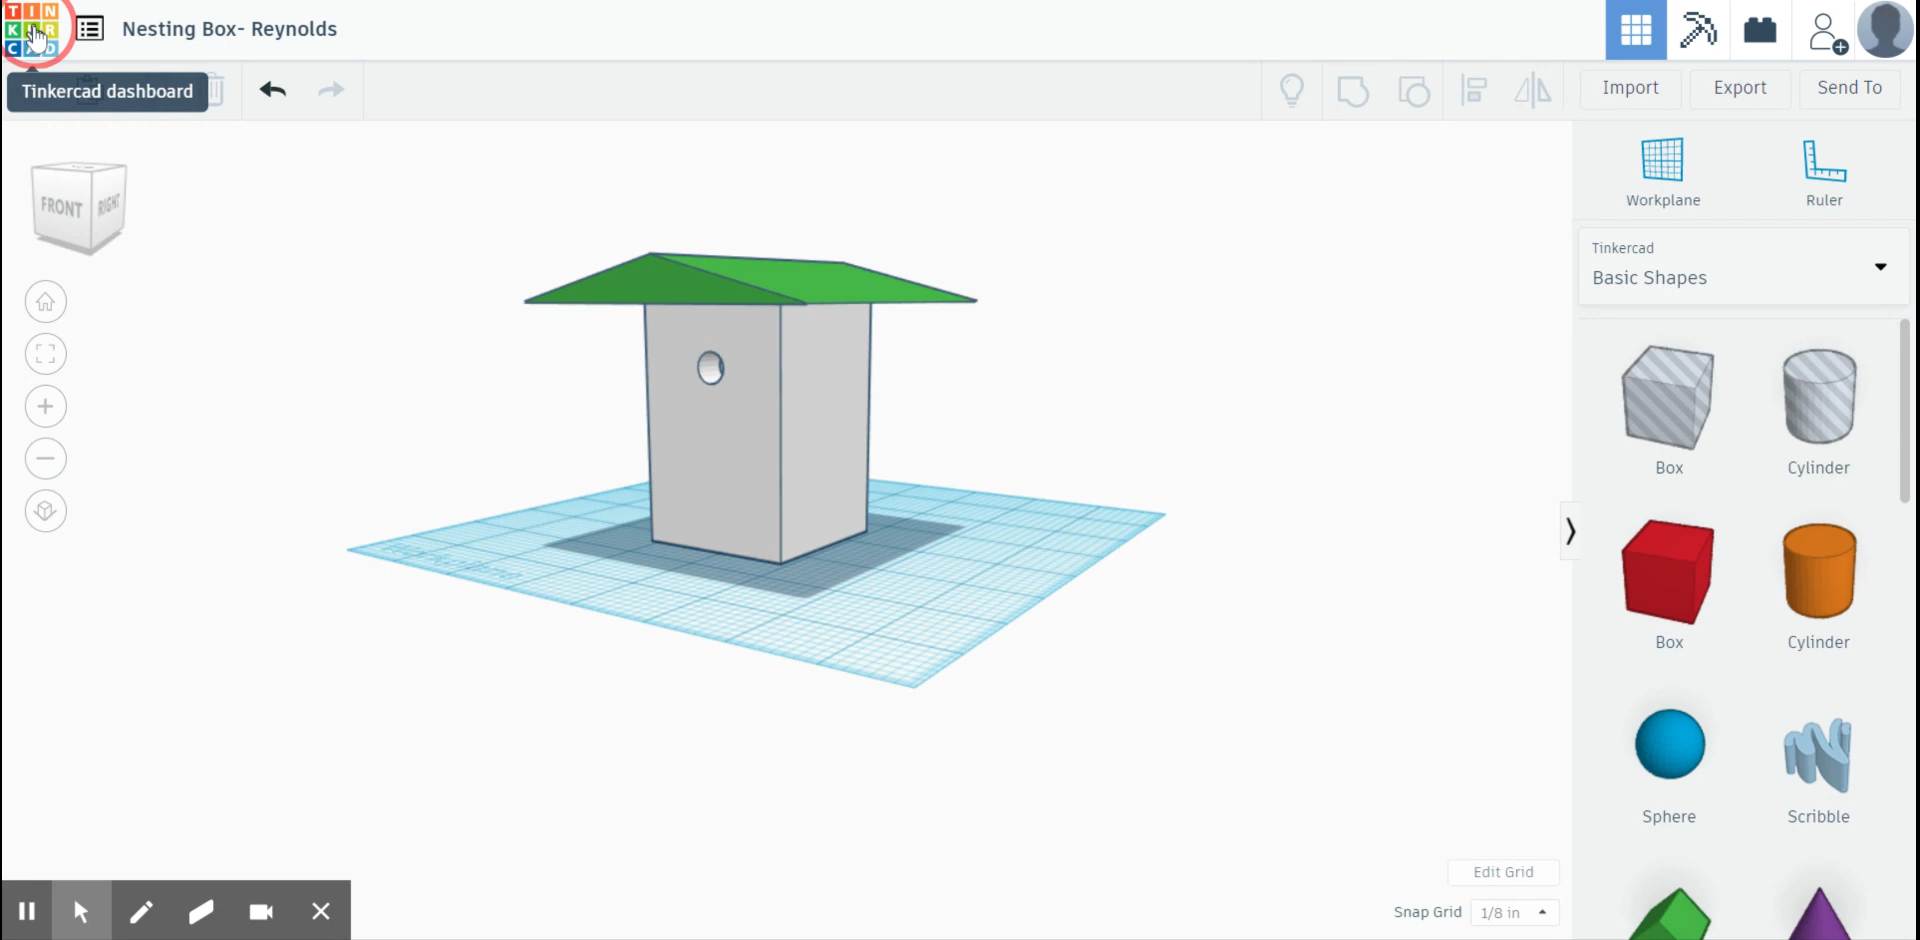 TIN
K R
CAD
Nesting Box- Reynolds
Tinkercad dashboard
Import
Export
Send To
FRONT
RIGHT
Workplane
Ruler
Tinkercad
Basic Shapes
Box
Cylinder
Box
Cylinder
Sphere
Scribble
Edit Grid
Snap Grid
1/8 in